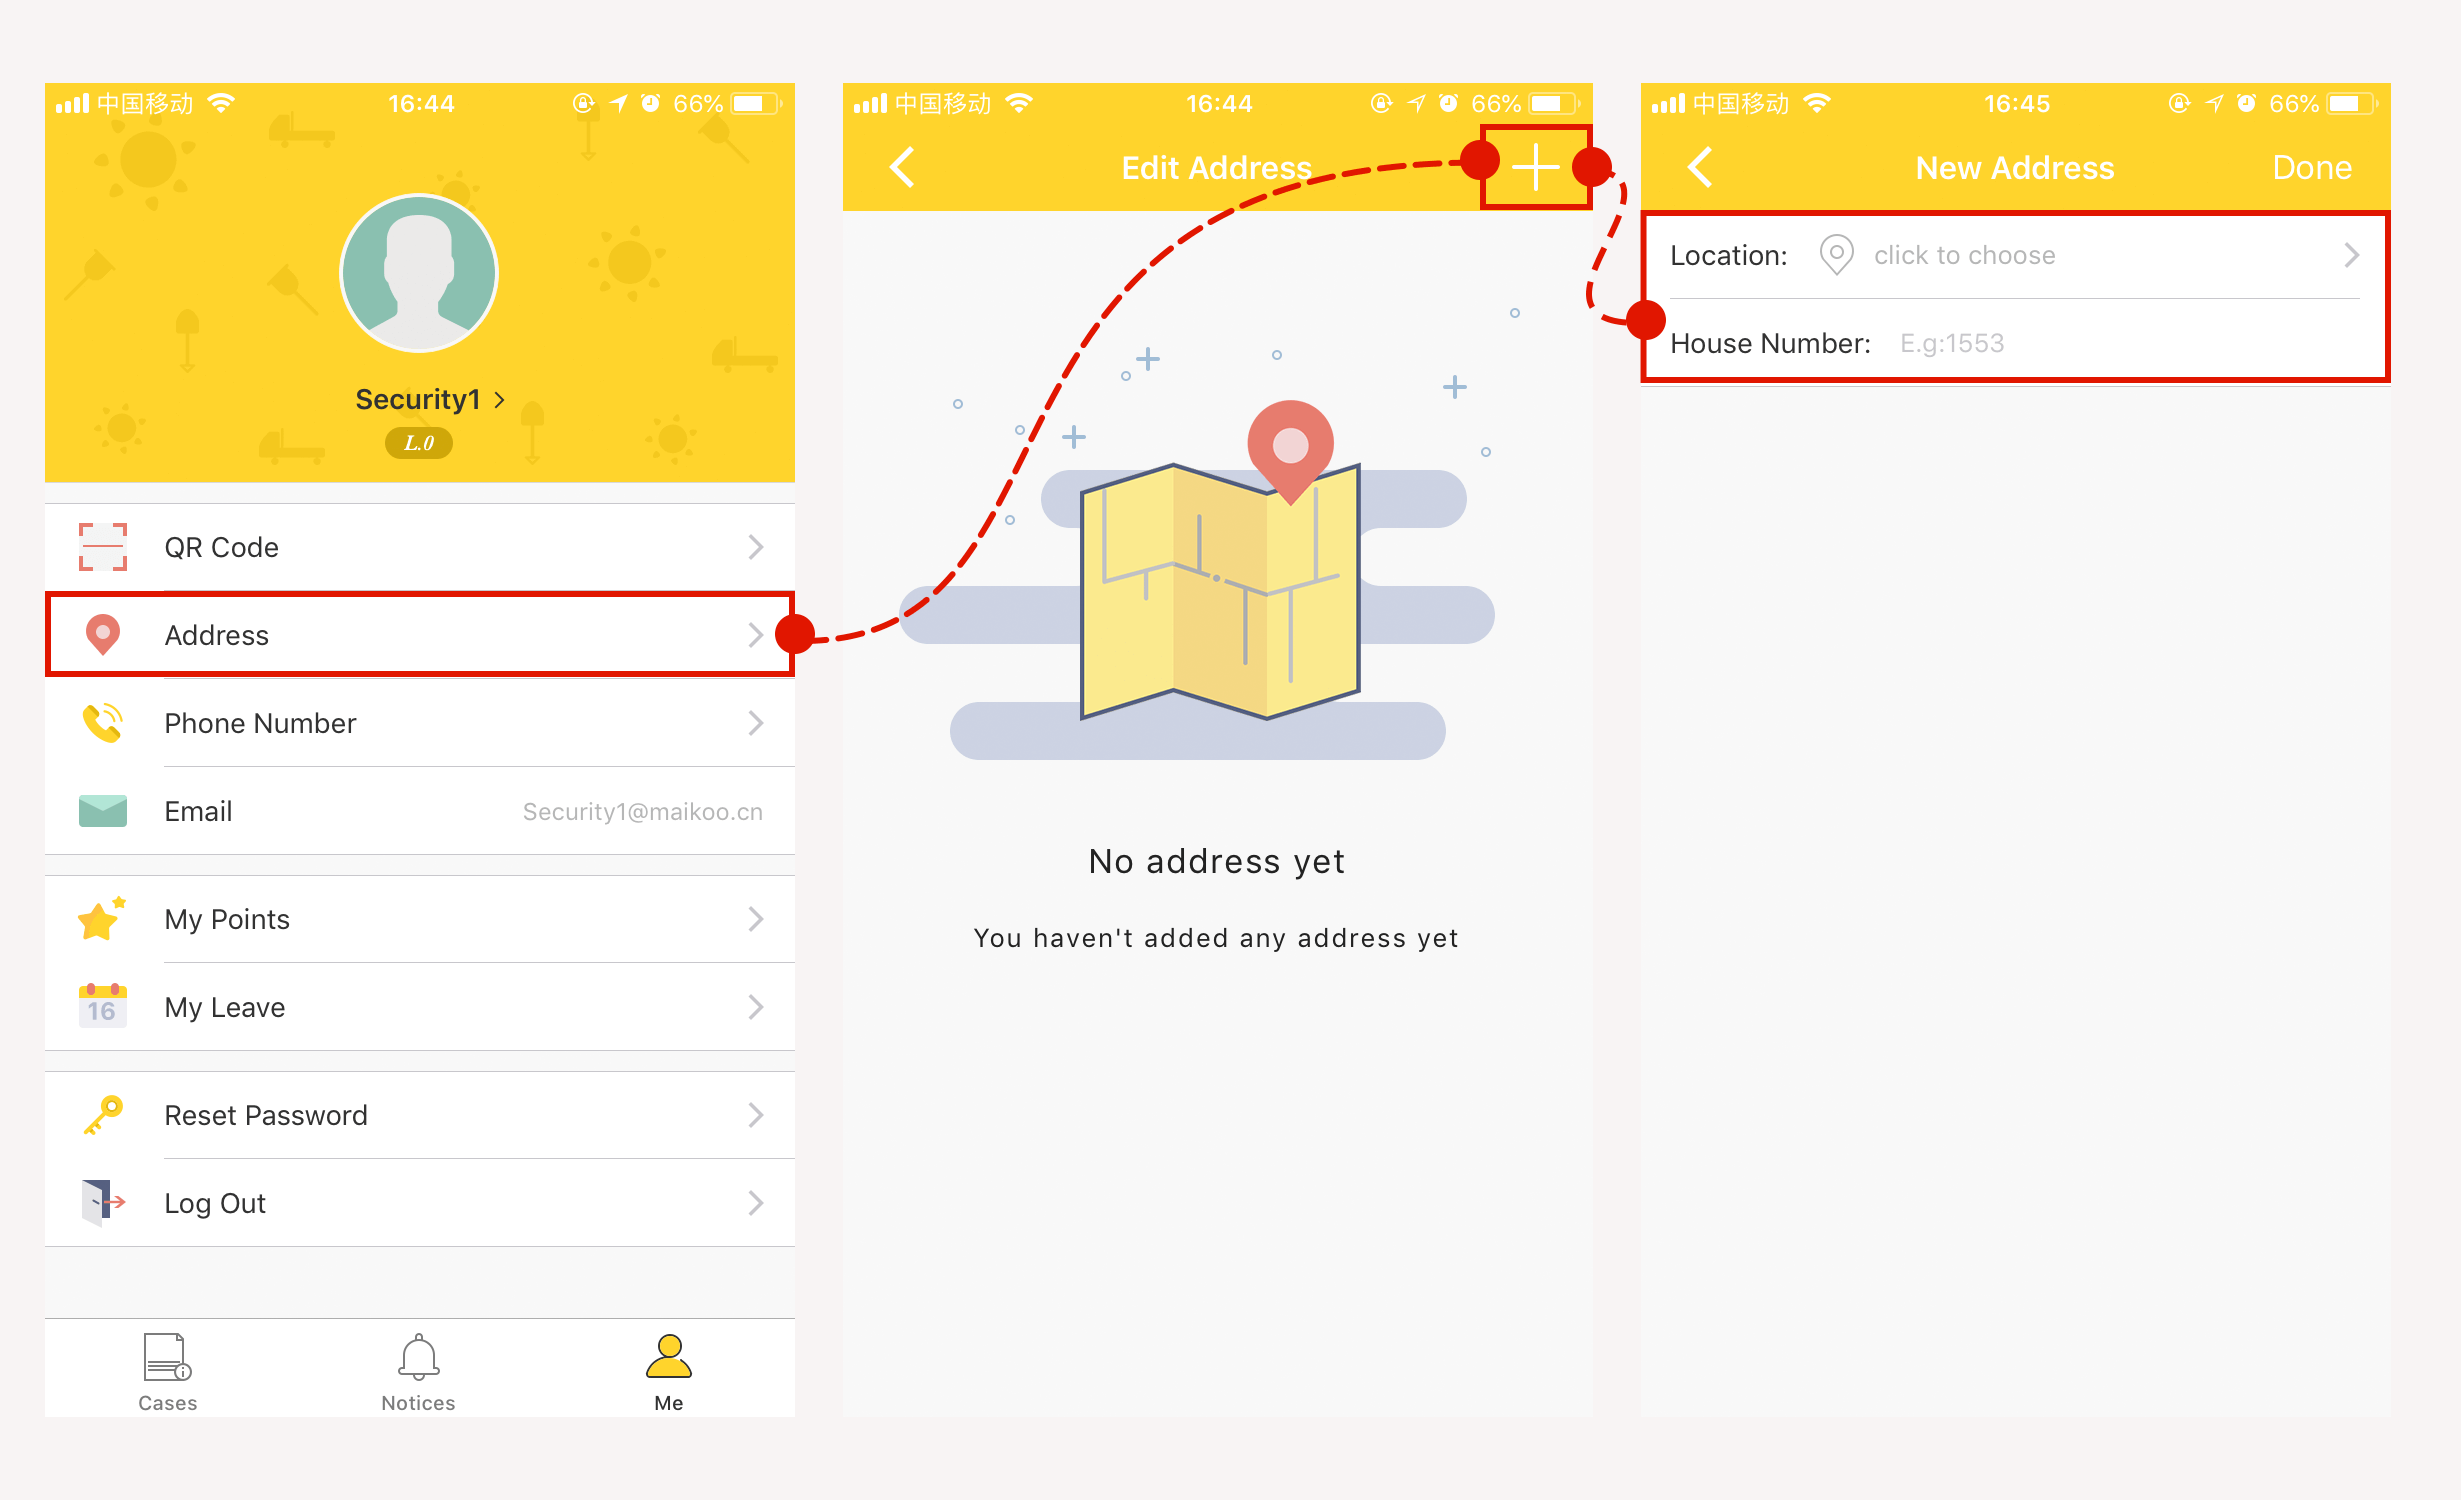 中国移动 16:44 66%
Security1
L.0
QR Code
Address
Phone Number
Email Security1@maikoo.cn
My Points
16
My Leave
Reset Password
Log Out
Cases Notices Me
中国移动 16:44 66%
Edit Address
No address yet
You haven't added any address yet
中国移动 16:45 66%
New Address Done
Location: click to choose
House Number: E.g:1553